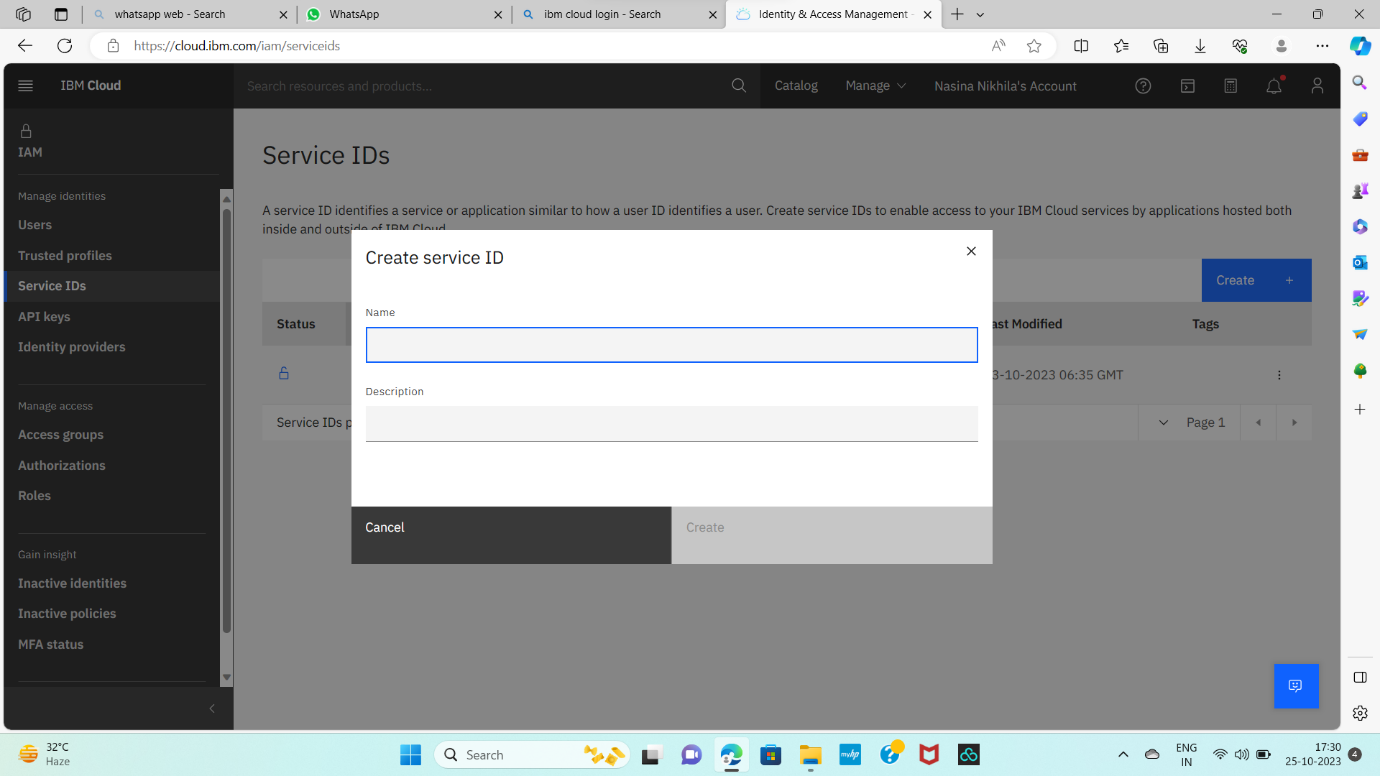 whatsapp web - Search
WhatsApp
ibm cloud login - Search
Identity & Access Management -
https://cloud.ibm.com/iam/serviceids
IBM Cloud
Search resources and products...
Catalog
Manage
Nasina Nikhila's Account
IAM
Manage identities
Users
Trusted profiles
Service IDs
API keys
Identity providers
Manage access
Access groups
Authorizations
Roles
Gain insight
Inactive identities
Inactive policies
MFA status
Service IDs
A service ID identifies a service or application similar to how a user ID identifies a user. Create service IDs to enable access to your IBM Cloud services by applications hosted both
inside and outside of IBM Cloud
Create +
Status
ast Modified
Tags
3-10-2023 06:35 GMT
Service IDs p
Page 1
Create service ID
Name
Description
Cancel
Create
32°C
Haze
Search
myhp
ENG
IN
17:30
25-10-2023
4